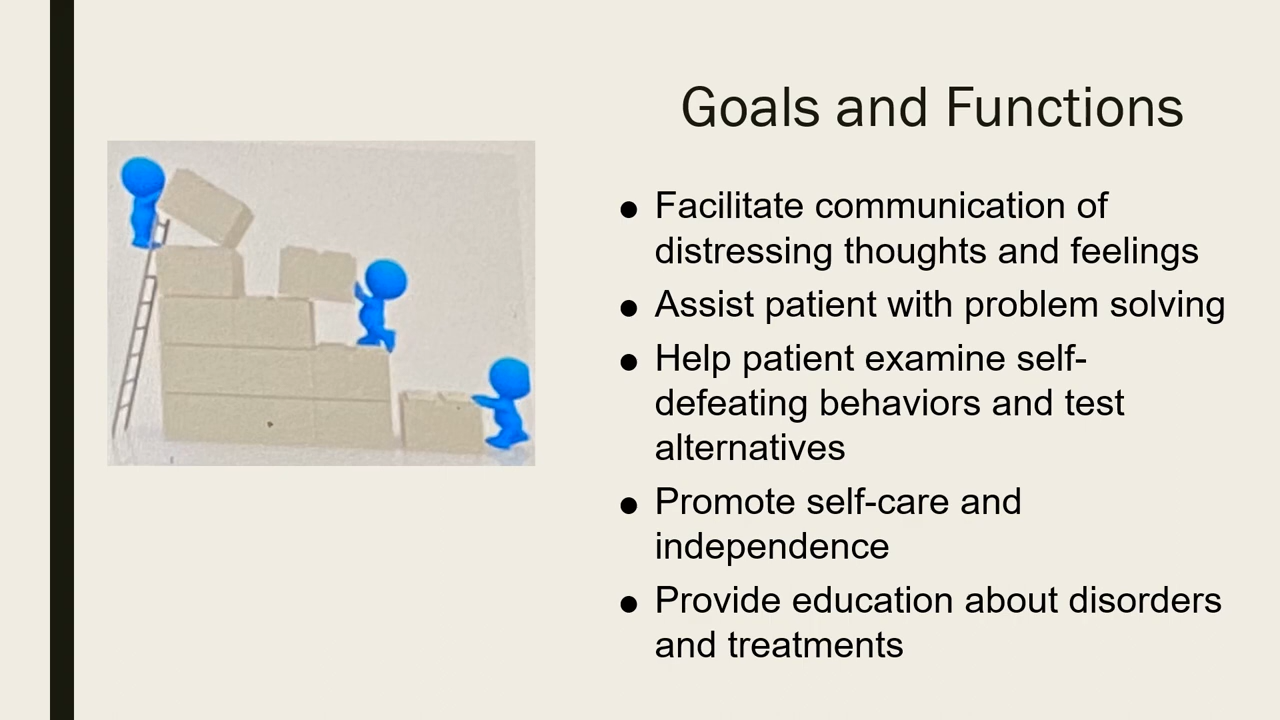 Goals and Functions
● Facilitate communication of
distressing thoughts and feelings
● Assist patient with problem solving
● Help patient examine self-
defeating behaviors and test
alternatives
● Promote self-care and
independence
● Provide education about disorders
and treatments